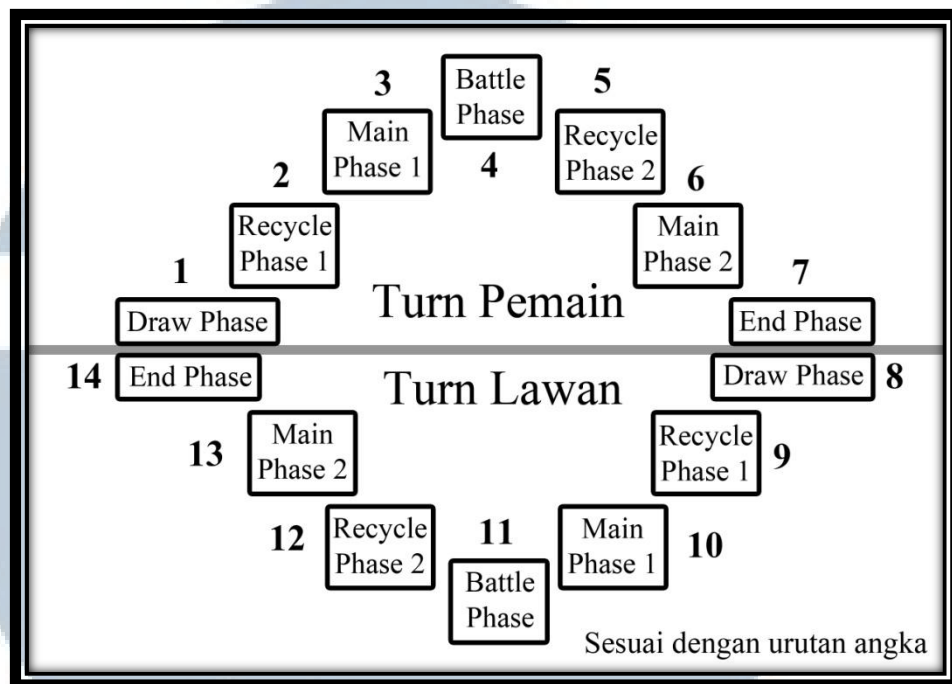 3
Battle
Phase
5
Main
Phase 1
4
Recycle
Phase 2
2
6
Recycle
Phase 1
Main
Phase 2
1
7
Draw Phase
Turn Pemain
End Phase
14
End Phase
Turn Lawan
Draw Phase
8
13
Main
Phase 2
Recycle
Phase 1
9
12
Recycle
Phase 2
11
Battle
Phase
Main
Phase 1
10
Sesuai dengan urutan angka